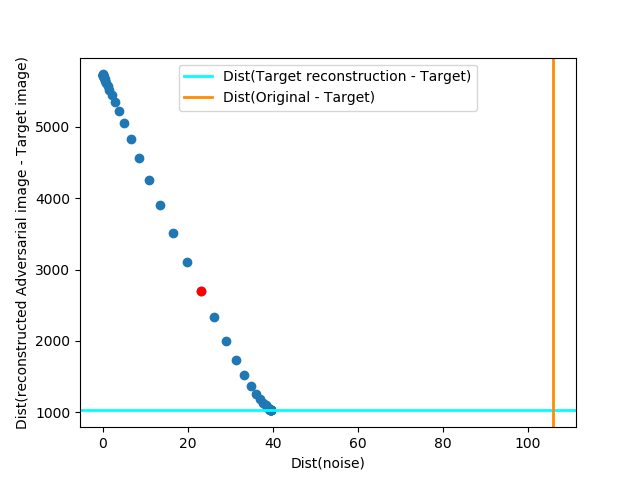 Dist(Target reconstruction - Target)
Dist(Original - Target)
Dist(reconstructed Adversarial image - Target image)
5000
4000
3000
2000
1000
0
20
40
60
80
100
Dist(noise)